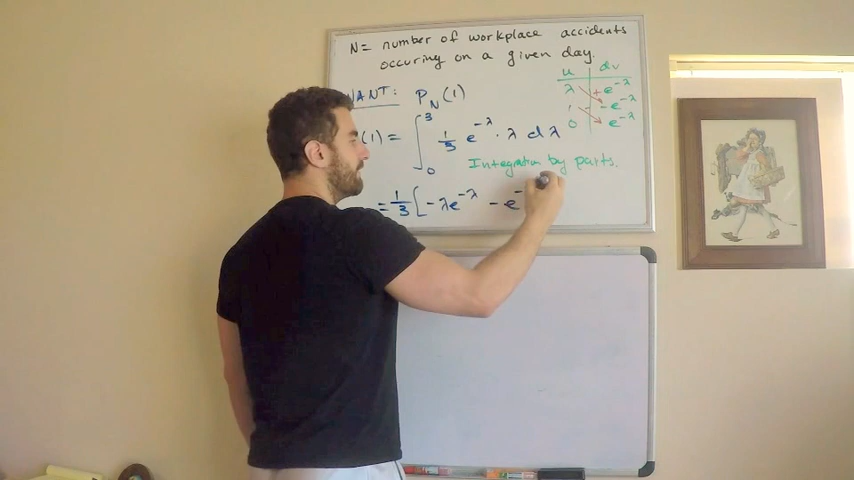 N = number of workplace accidents
occuring on a given day.
u dv
λ + e^-λ
1 - -e^-λ
0 e^-λ
WANT: P_N(1)
(1) = ∫_0^3 1/3 e^-λ · λ dλ
Integration by parts.
= 1/3 [ -λe^-λ - e^-